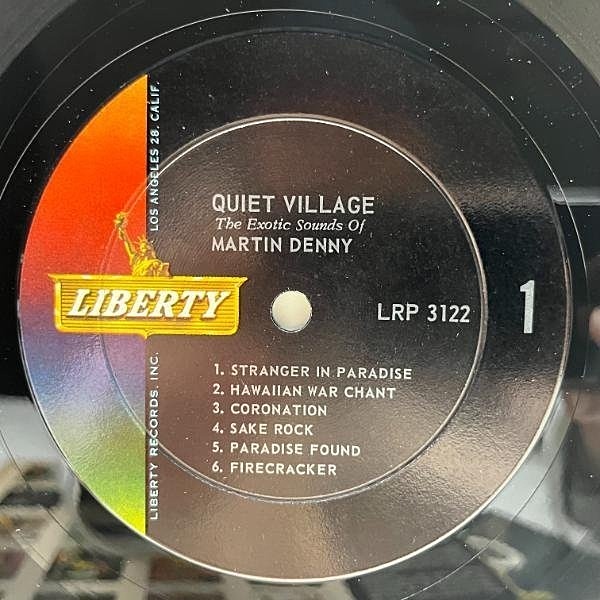 QUIET VILLAGE
The Exotic Sounds Of
MARTIN DENNY
LIBERTY
LRP 3122
1
1. STRANGER IN PARADISE
2. HAWAIIAN WAR CHANT
3. CORONATION
4. SAKE ROCK
5. PARADISE FOUND
6. FIRECRACKER
LIBERTY RECORDS, INC. LOS ANGELES 28, CALIF.